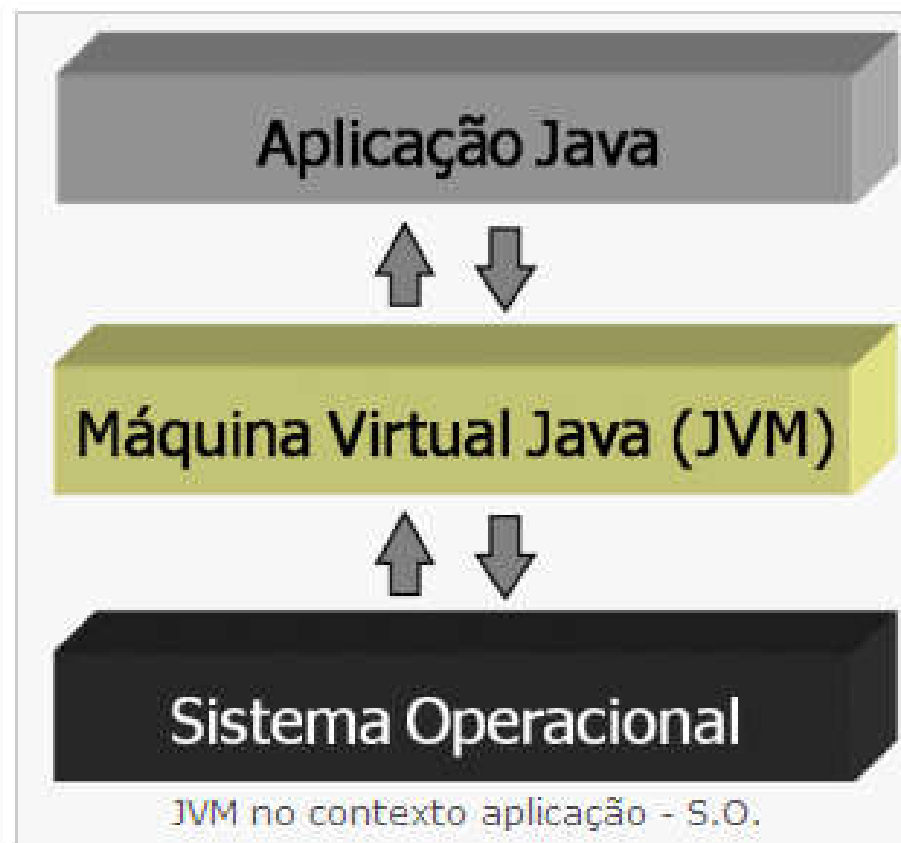 Aplicação Java
Máquina Virtual Java (JVM)
Sistema Operacional
JVM no contexto aplicação - S.O.